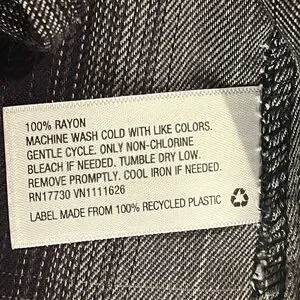 100% RAYON
MACHINE WASH COLD WITH LIKE COLORS.
GENTLE CYCLE. ONLY NON-CHLORINE
BLEACH IF NEEDED. TUMBLE DRY LOW.
REMOVE PROMPTLY. COOL IRON IF NEEDED.
RN17730 VN1111626
LABEL MADE FROM 100% RECYCLED PLASTIC